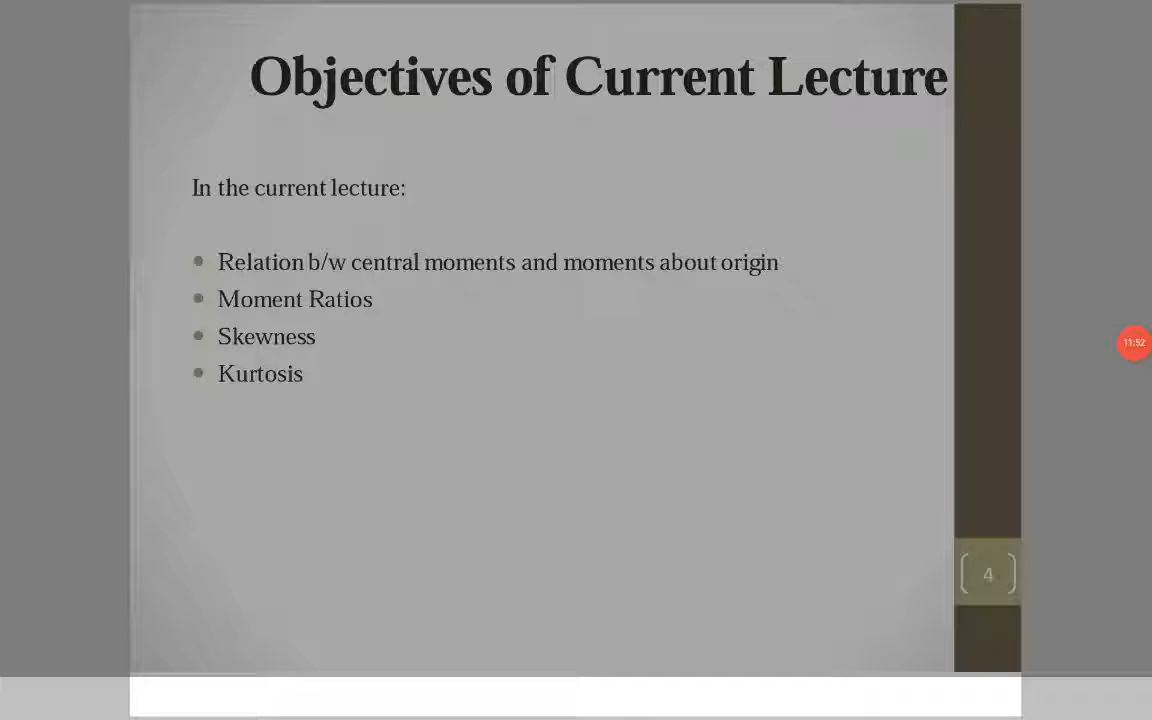 Objectives of Current Lecture
In the current lecture:
• Relation b/w central moments and moments about origin
• Moment Ratios
• Skewness
• Kurtosis
11:52
4